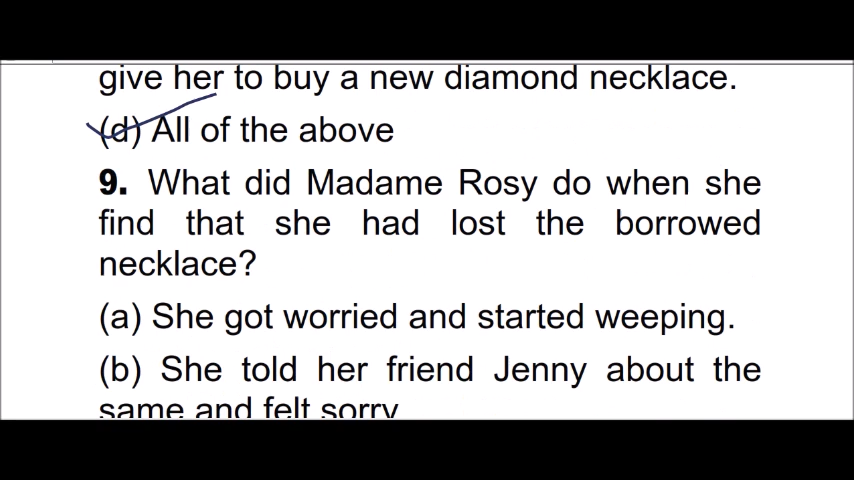 give her to buy a new diamond necklace.
(d) All of the above
9. What did Madame Rosy do when she
find that she had lost the borrowed
necklace?
(a) She got worried and started weeping.
(b) She told her friend Jenny about the
same and felt sorry